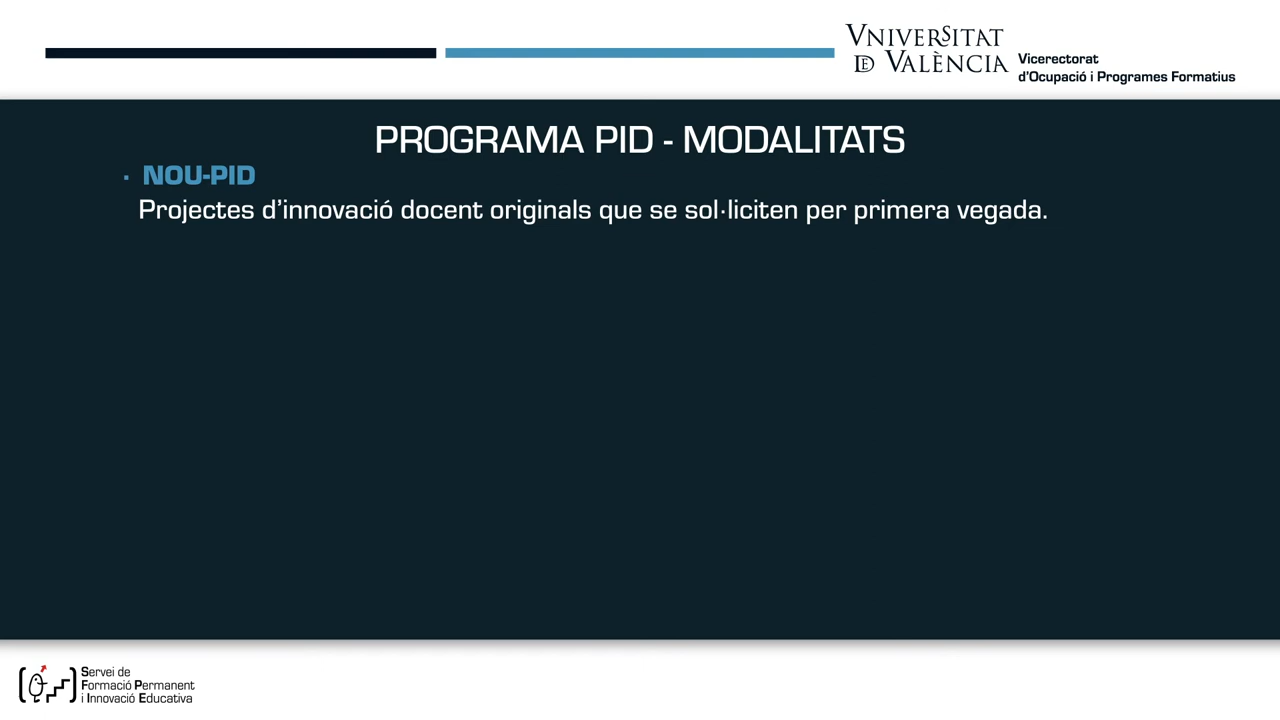 VNIVERSITAT
DE VALÈNCIA
Vicerectorat
d'Ocupació i Programes Formatius
PROGRAMA PID - MODALITATS
· NOU-PID
Projectes d'innovació docent originals que se sol·liciten per primera vegada.
Servei de
Formació Permanent
i Innovació Educativa